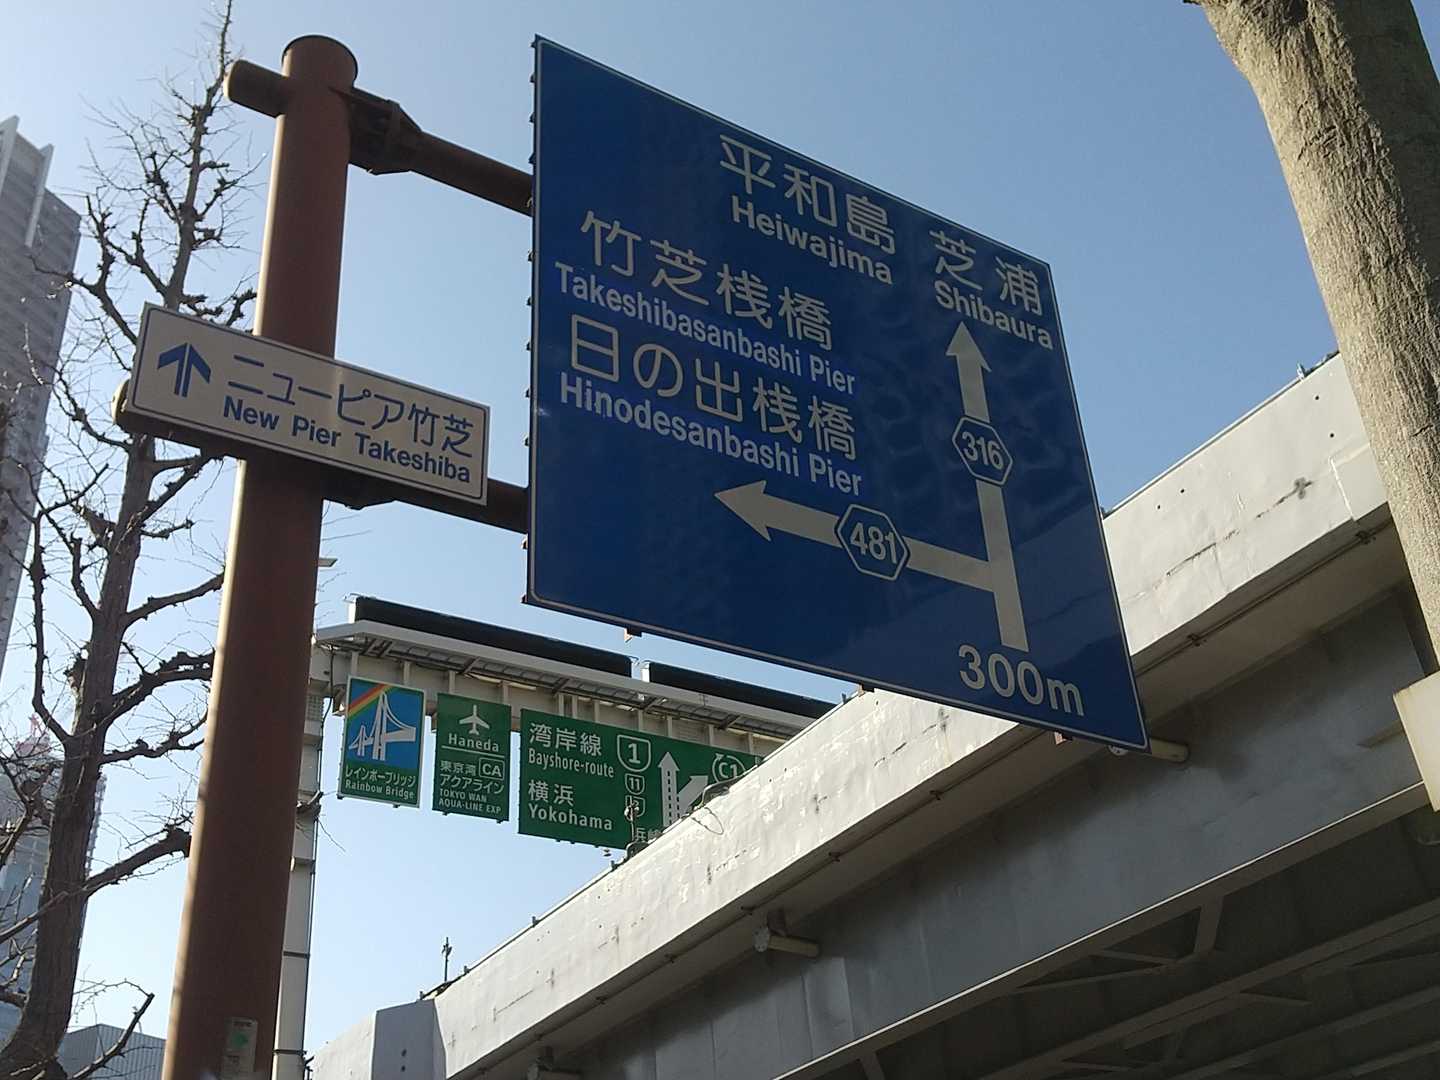 平和島
Heiwajima
芝浦
Shibaura
竹芝桟橋
Takeshibasanbashi Pier
日の出桟橋
Hinodesanbashi Pier
316
481
300m
ニューピア竹芝
New Pier Takeshiba
レインボーブリッジ
Rainbow Bridge
Haneda
東京湾 CA
アクアライン
TOKYO WAN
AQUA-LINE EXP
湾岸線
Bayshore-route
横浜
Yokohama
1
11
C1